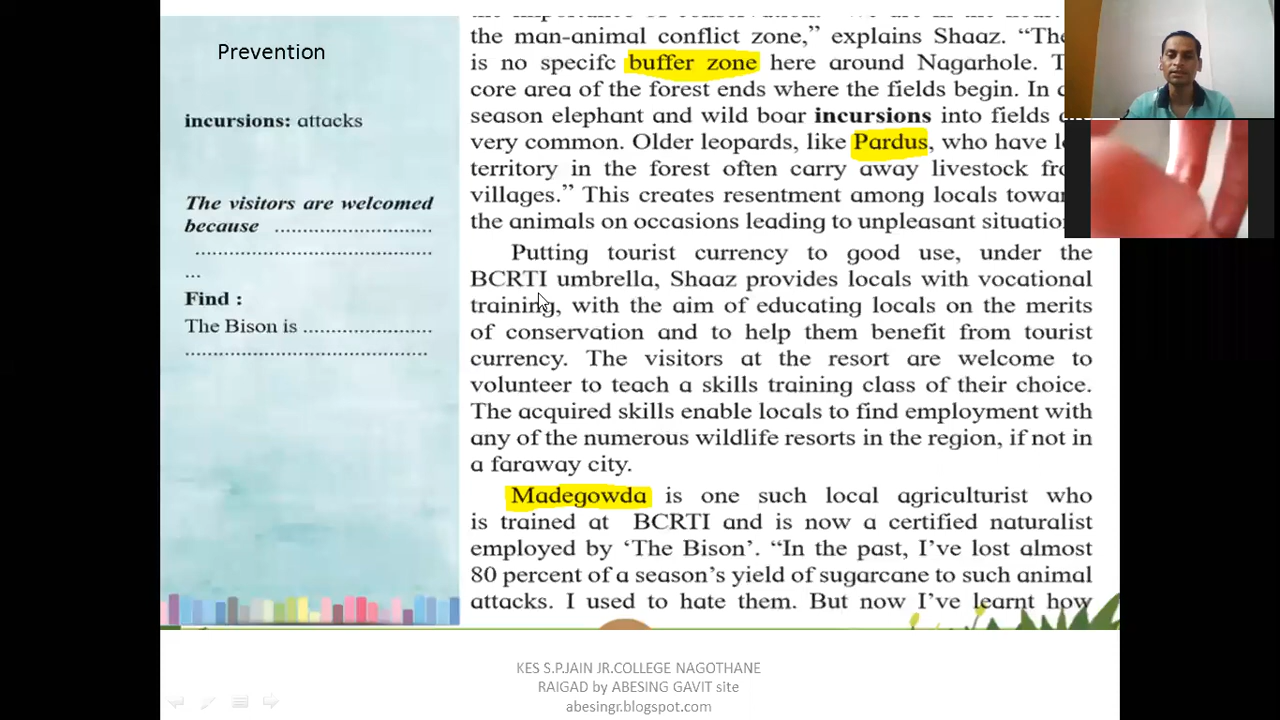 Prevention
incursions: attacks
The visitors are welcomed
because ..........................
.......................................
...
Find :
The Bison is ......................
.........................................
the man-animal conflict zone,” explains Shaaz. “The
is no specifc buffer zone here around Nagarhole. T
core area of the forest ends where the fields begin. In
season elephant and wild boar incursions into fields
very common. Older leopards, like Pardus, who have
territory in the forest often carry away livestock
villages.” This creates resentment among locals
the animals on occasions leading to unpleasant
Putting tourist currency to good use, under the
BCRTI umbrella, Shaaz provides locals with vocational
training, with the aim of educating locals on the merits
of conservation and to help them benefit from tourist
currency. The visitors at the resort are welcome to
volunteer to teach a skills training class of their choice.
The acquired skills enable locals to find employment with
any of the numerous wildlife resorts in the region, if not in
a faraway city.
Madegowda is one such local agriculturist who
is trained at BCRTI and is now a certified naturalist
employed by ‘The Bison’. “In the past, I’ve lost almost
80 percent of a season’s yield of sugarcane to such animal
attacks. I used to hate them. But now I’ve learnt how
KES S.P.JAIN JR.COLLEGE NAGOTHANE
RAIGAD by ABESING GAVIT site
abesingr.blogspot.com